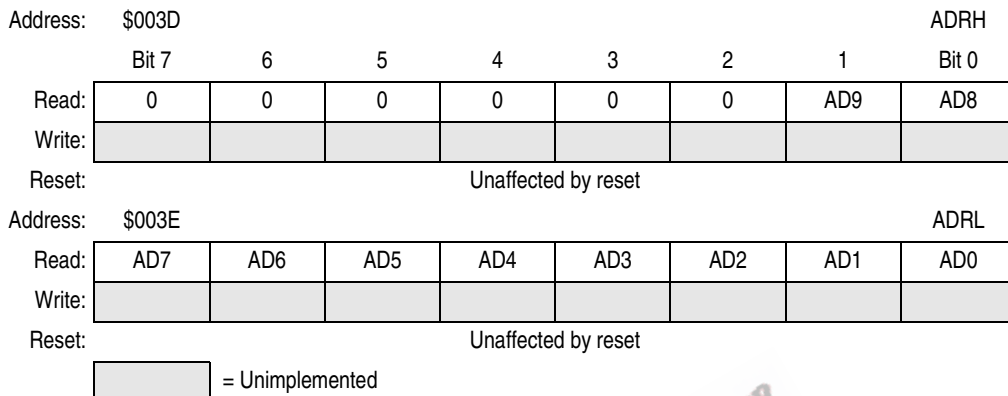 Address: $003D ADRH
Bit 7 6 5 4 3 2 1 Bit 0
Read: 0 0 0 0 0 0 AD9 AD8
Write:
Reset: Unaffected by reset
Address: $003E ADRL
Read: AD7 AD6 AD5 AD4 AD3 AD2 AD1 AD0
Write:
Reset: Unaffected by reset
= Unimplemented